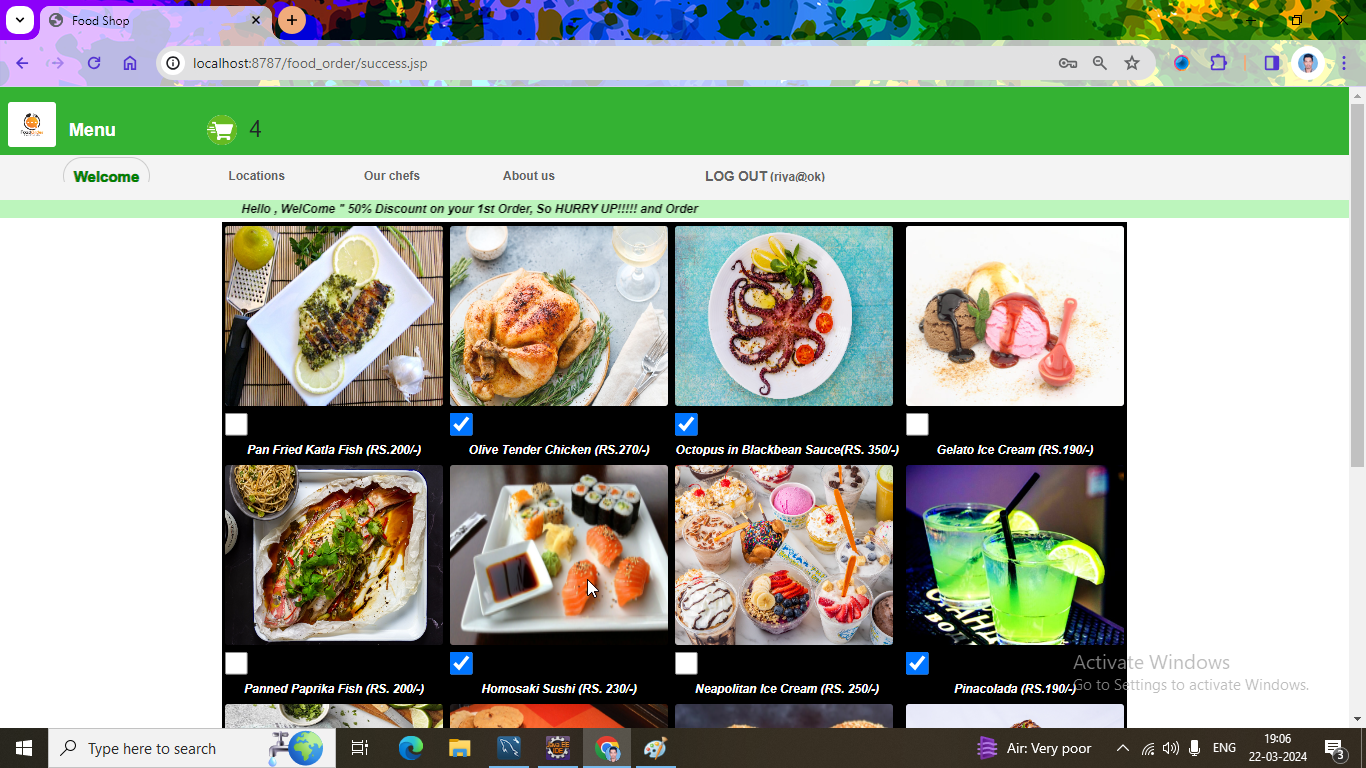 Food Shop
localhost:8787/food_order/success.jsp
Menu
4
Welcome
Locations
Our chefs
About us
LOG OUT (riya@ok)
Hello , WelCome " 50% Discount on your 1st Order, So HURRY UP!!!!! and Order
Pan Fried Katla Fish (RS.200/-)
Olive Tender Chicken (RS.270/-)
Octopus in Blackbean Sauce(RS. 350/-)
Gelato Ice Cream (RS.190/-)
Panned Paprika Fish (RS. 200/-)
Homosaki Sushi (RS. 230/-)
Neapolitan Ice Cream (RS. 250/-)
Pinacolada (RS.190/-)
Activate Windows
Go to Settings to activate Windows.
Type here to search
Air: Very poor
ENG
19:06
22-03-2024
3